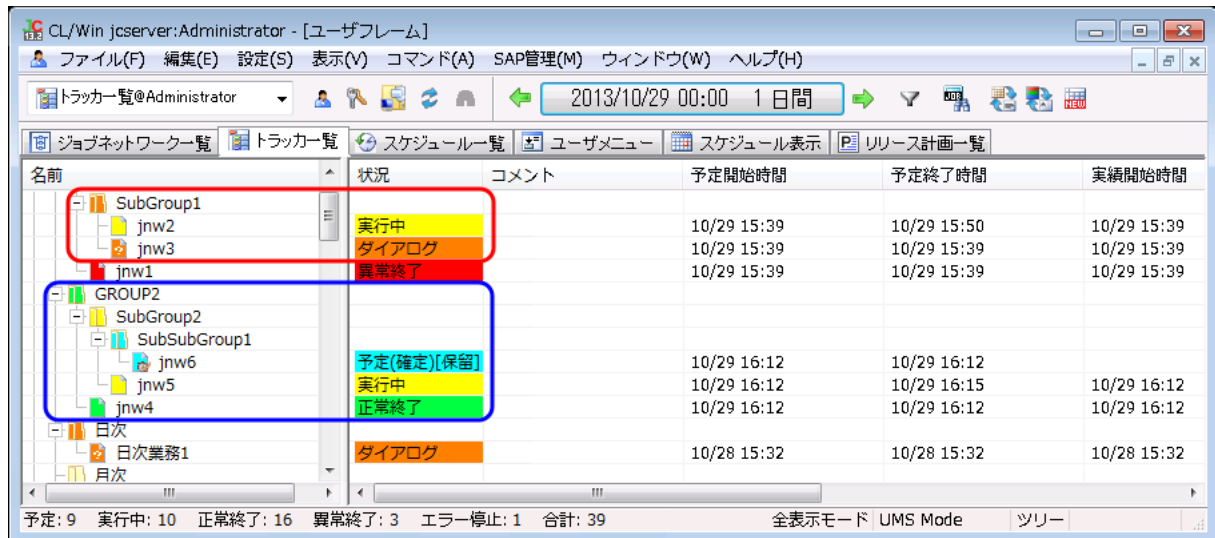 CL/Win jcserver:Administrator - [ユーザフレーム]
ファイル(F) 編集(E) 設定(S) 表示(V) コマンド(A) SAP管理(M) ウィンドウ(W) ヘルプ(H)
トラッカ一覧@Administrator 2013/10/29 00:00 1 日間 JOB NEW
ジョブネットワーク一覧 トラッカ一覧 スケジュール一覧 ユーザメニュー スケジュール表示 リリース計画一覧
名前 状況 コメント 予定開始時間 予定終了時間 実績開始時間
SubGroup1
jnw2 実行中 10/29 15:39 10/29 15:50 10/29 15:39
jnw3 ダイアログ 10/29 15:39 10/29 15:39 10/29 15:39
jnw1 異常終了 10/29 15:39 10/29 15:39 10/29 15:39
GROUP2
SubGroup2
SubSubGroup1
jnw6 予定(確定)[保留] 10/29 16:12 10/29 16:12
jnw5 実行中 10/29 16:12 10/29 16:15 10/29 16:12
jnw4 正常終了 10/29 16:12 10/29 16:12 10/29 16:12
日次
日次業務1 ダイアログ 10/28 15:32 10/28 15:32 10/28 15:32
月次
予定: 9 実行中: 10 正常終了: 16 異常終了: 3 エラー停止: 1 合計: 39 全表示モード UMS Mode ツリー